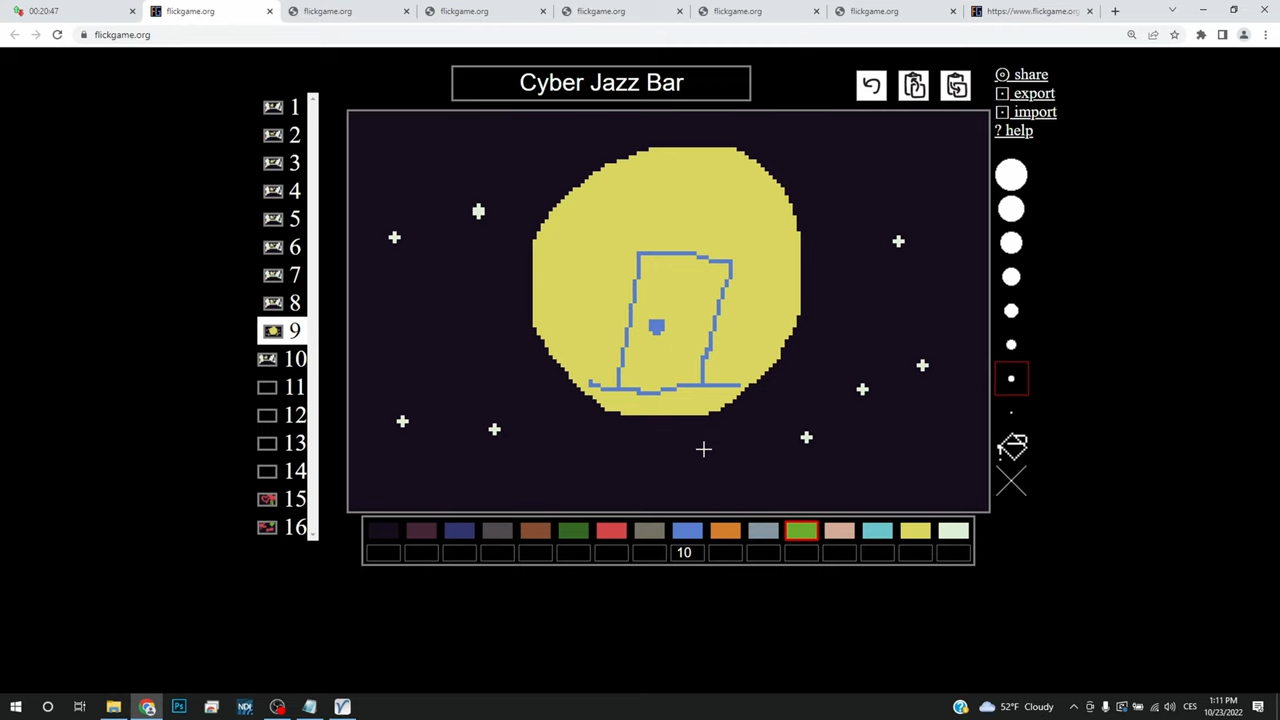 00:20:47
flickgame.org
flickgame.org
flickgame.org
flickgame.org
flickgame.org
flickgame.org
https://www.flickgame.org
flickgame.org
Cyber Jazz Bar
share
export
import
? help
1
2
3
4
5
6
7
8
9
10
11
12
13
14
15
16
10
52°F Cloudy
CES
1:11 PM
10/23/2022